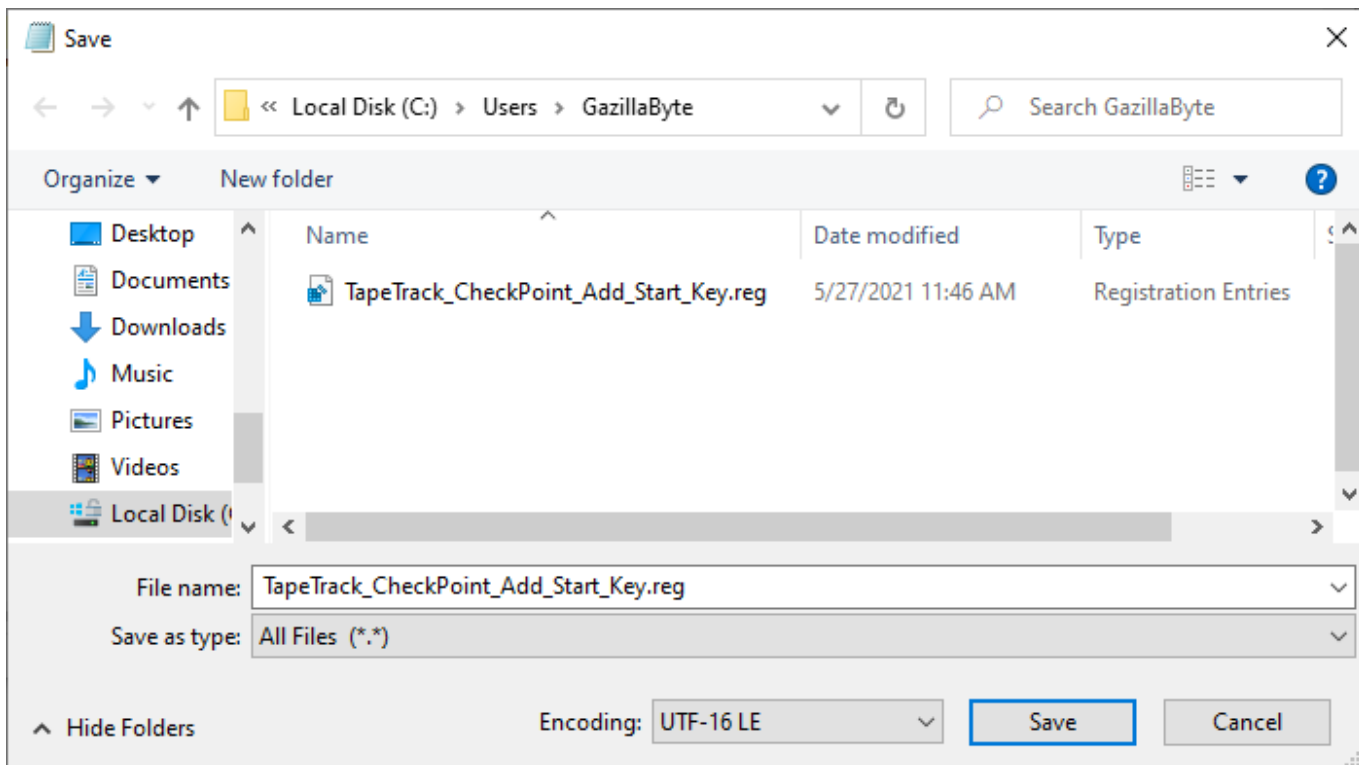 Save
« Local Disk (C:) > Users > GazillaByte
Search GazillaByte
Organize
New folder
Desktop
Documents
Downloads
Music
Pictures
Videos
Local Disk (
Name Date modified Type
TapeTrack_CheckPoint_Add_Start_Key.reg 5/27/2021 11:46 AM Registration Entries
File name: TapeTrack_CheckPoint_Add_Start_Key.reg
Save as type: All Files (*.*)
Hide Folders
Encoding: UTF-16 LE
Save
Cancel